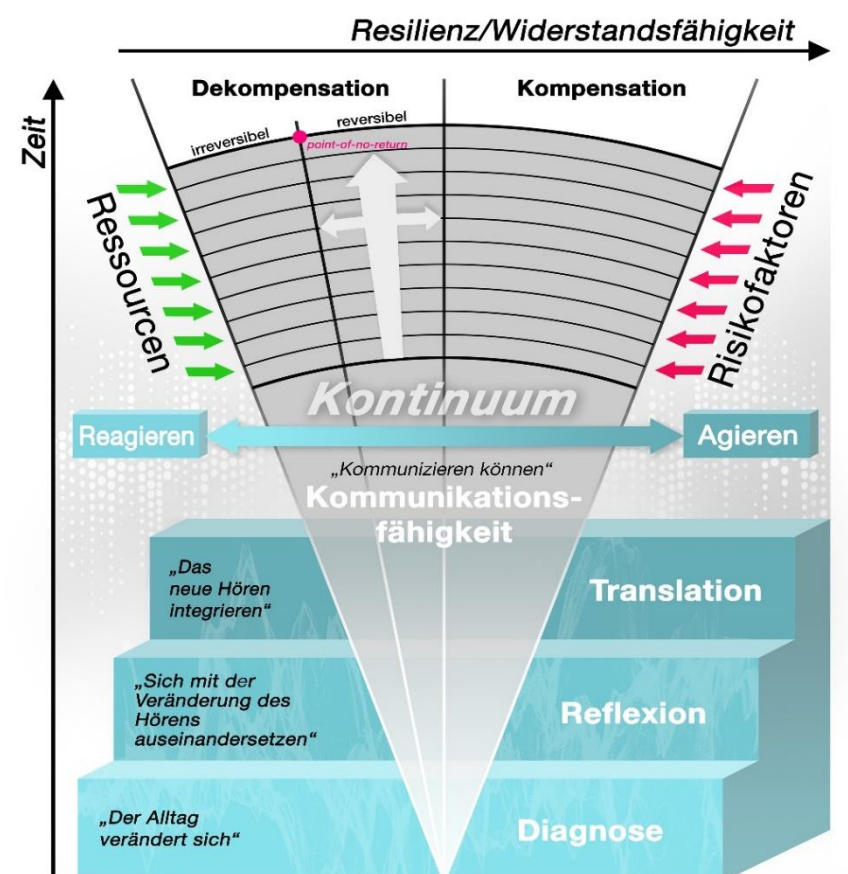 Resilienz/Widerstandsfähigkeit
Zeit
Dekompensation
Kompensation
irreversibel
reversibel
point-of-no-return
Ressourcen
Risikofaktoren
Kontinuum
Reagieren
Agieren
„Kommunizieren können“
Kommunikations-
fähigkeit
„Das
neue Hören
integrieren“
Translation
„Sich mit der
Veränderung des
Hörens
auseinandersetzen“
Reflexion
„Der Alltag
verändert sich“
Diagnose